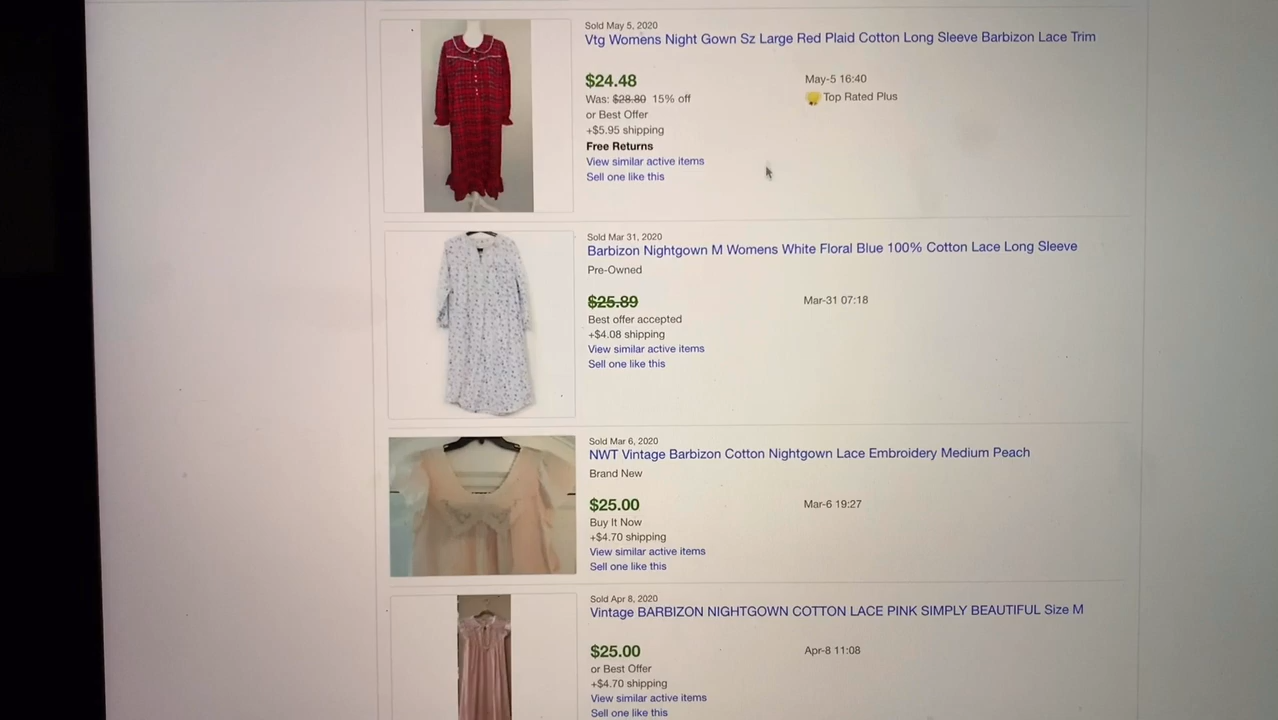 Sold May 5, 2020
Vtg Womens Night Gown Sz Large Red Plaid Cotton Long Sleeve Barbizon Lace Trim
$24.48
May-5 16:40
Was: $28.80 15% off
Top Rated Plus
or Best Offer
+$5.95 shipping
Free Returns
View similar active items
Sell one like this
Sold Mar 31, 2020
Barbizon Nightgown M Womens White Floral Blue 100% Cotton Lace Long Sleeve
Pre-Owned
$25.89
Mar-31 07:18
Best offer accepted
+$4.08 shipping
View similar active items
Sell one like this
Sold Mar 6, 2020
NWT Vintage Barbizon Cotton Nightgown Lace Embroidery Medium Peach
Brand New
$25.00
Mar-6 19:27
Buy It Now
+$4.70 shipping
View similar active items
Sell one like this
Sold Apr 8, 2020
Vintage BARBIZON NIGHTGOWN COTTON LACE PINK SIMPLY BEAUTIFUL Size M
$25.00
Apr-8 11:08
or Best Offer
+$4.70 shipping
View similar active items
Sell one like this